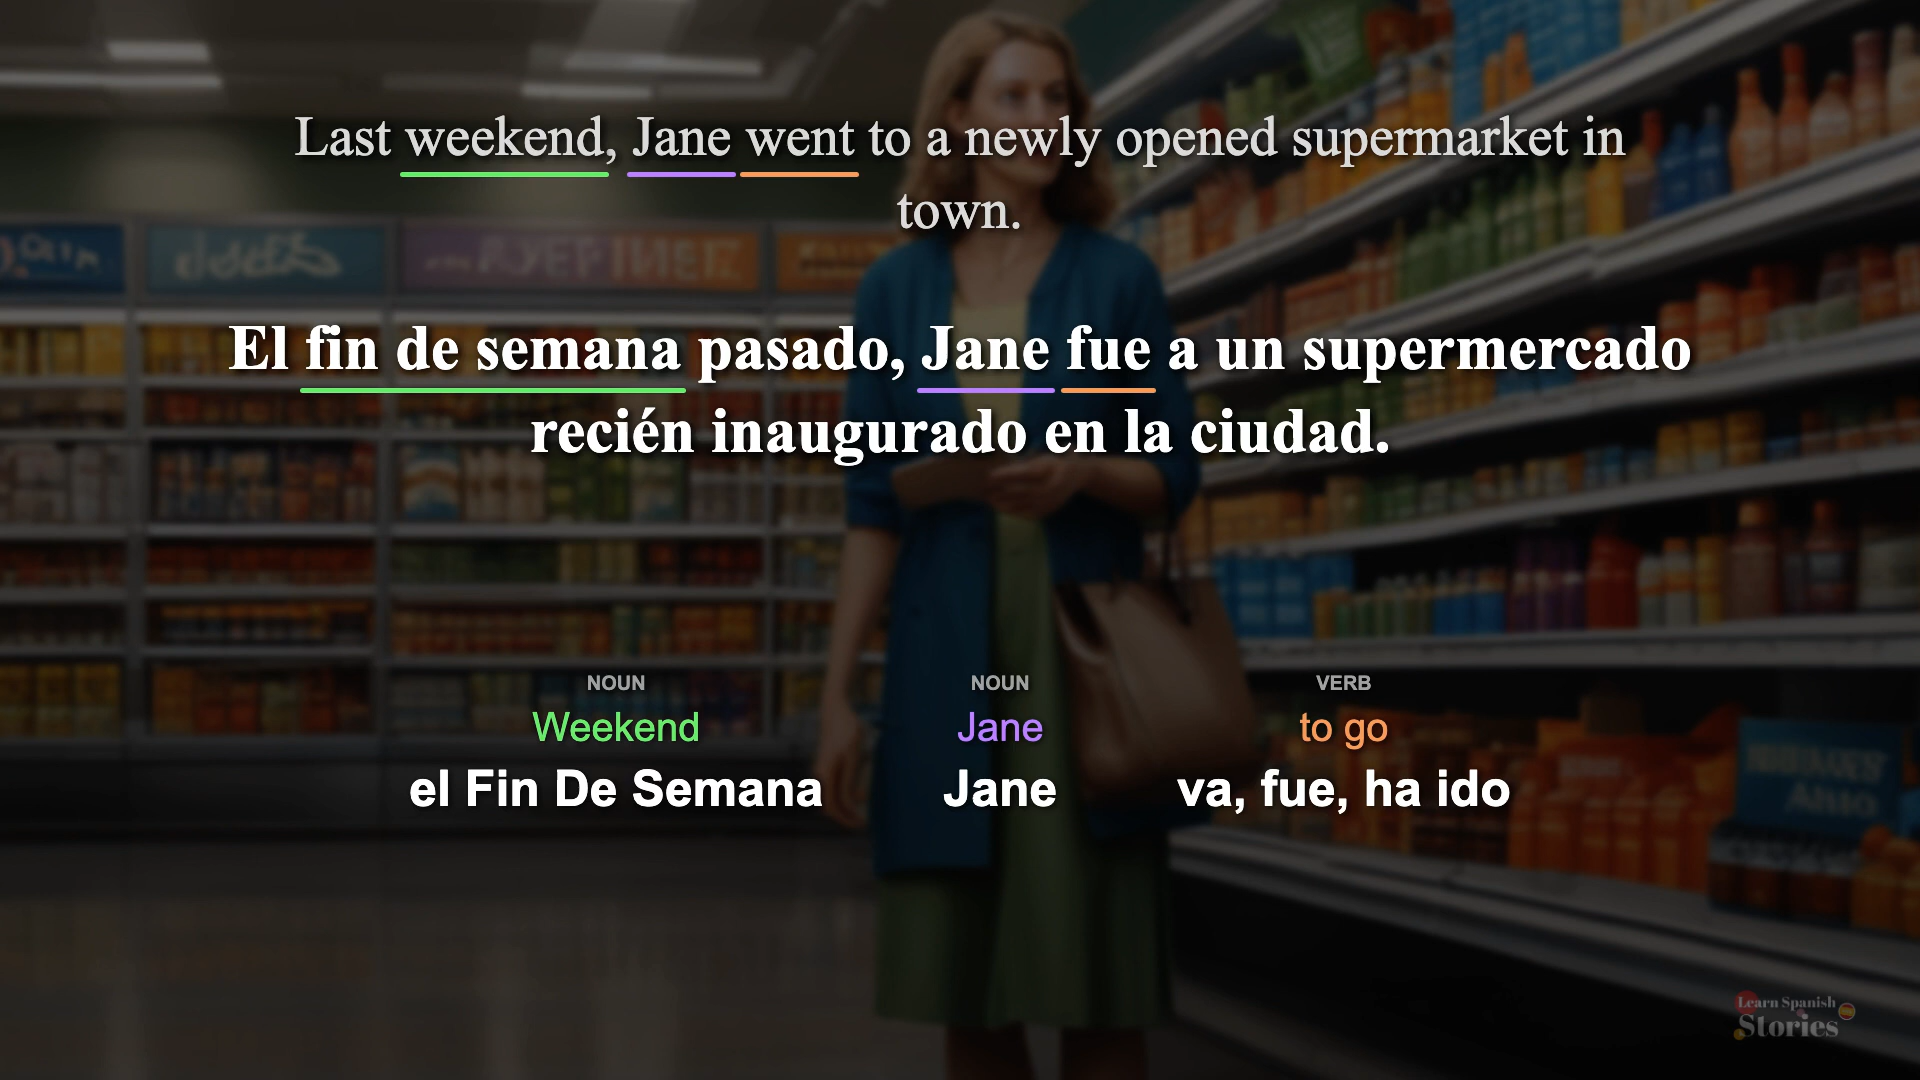 Last weekend, Jane went to a newly opened supermarket in
town.
El fin de semana pasado, Jane fue a un supermercado
recién inaugurado en la ciudad.
NOUN
Weekend
el Fin De Semana
NOUN
Jane
Jane
VERB
to go
va, fue, ha ido
Learn Spanish
Stories